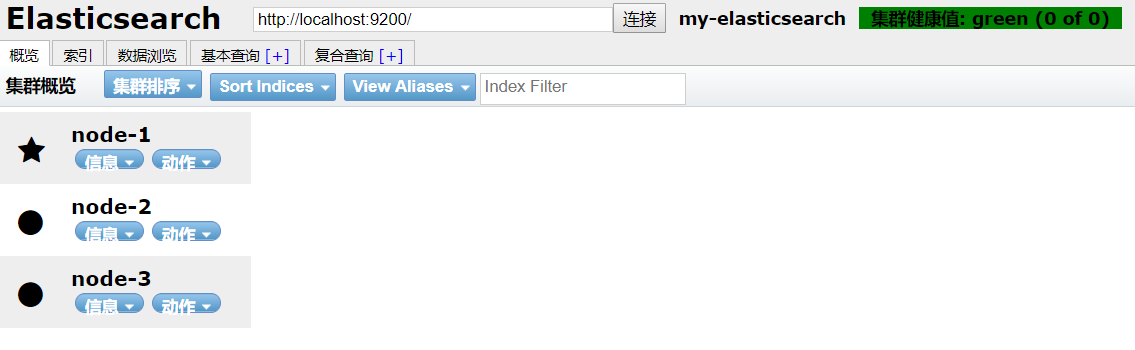 Elasticsearch http://localhost:9200/ 连接 my-elasticsearch 集群健康值: green (0 of 0)
概览 索引 数据浏览 基本查询 [+] 复合查询 [+]
集群概览 集群排序 Sort Indices View Aliases Index Filter
node-1
信息 动作
node-2
信息 动作
node-3
信息 动作